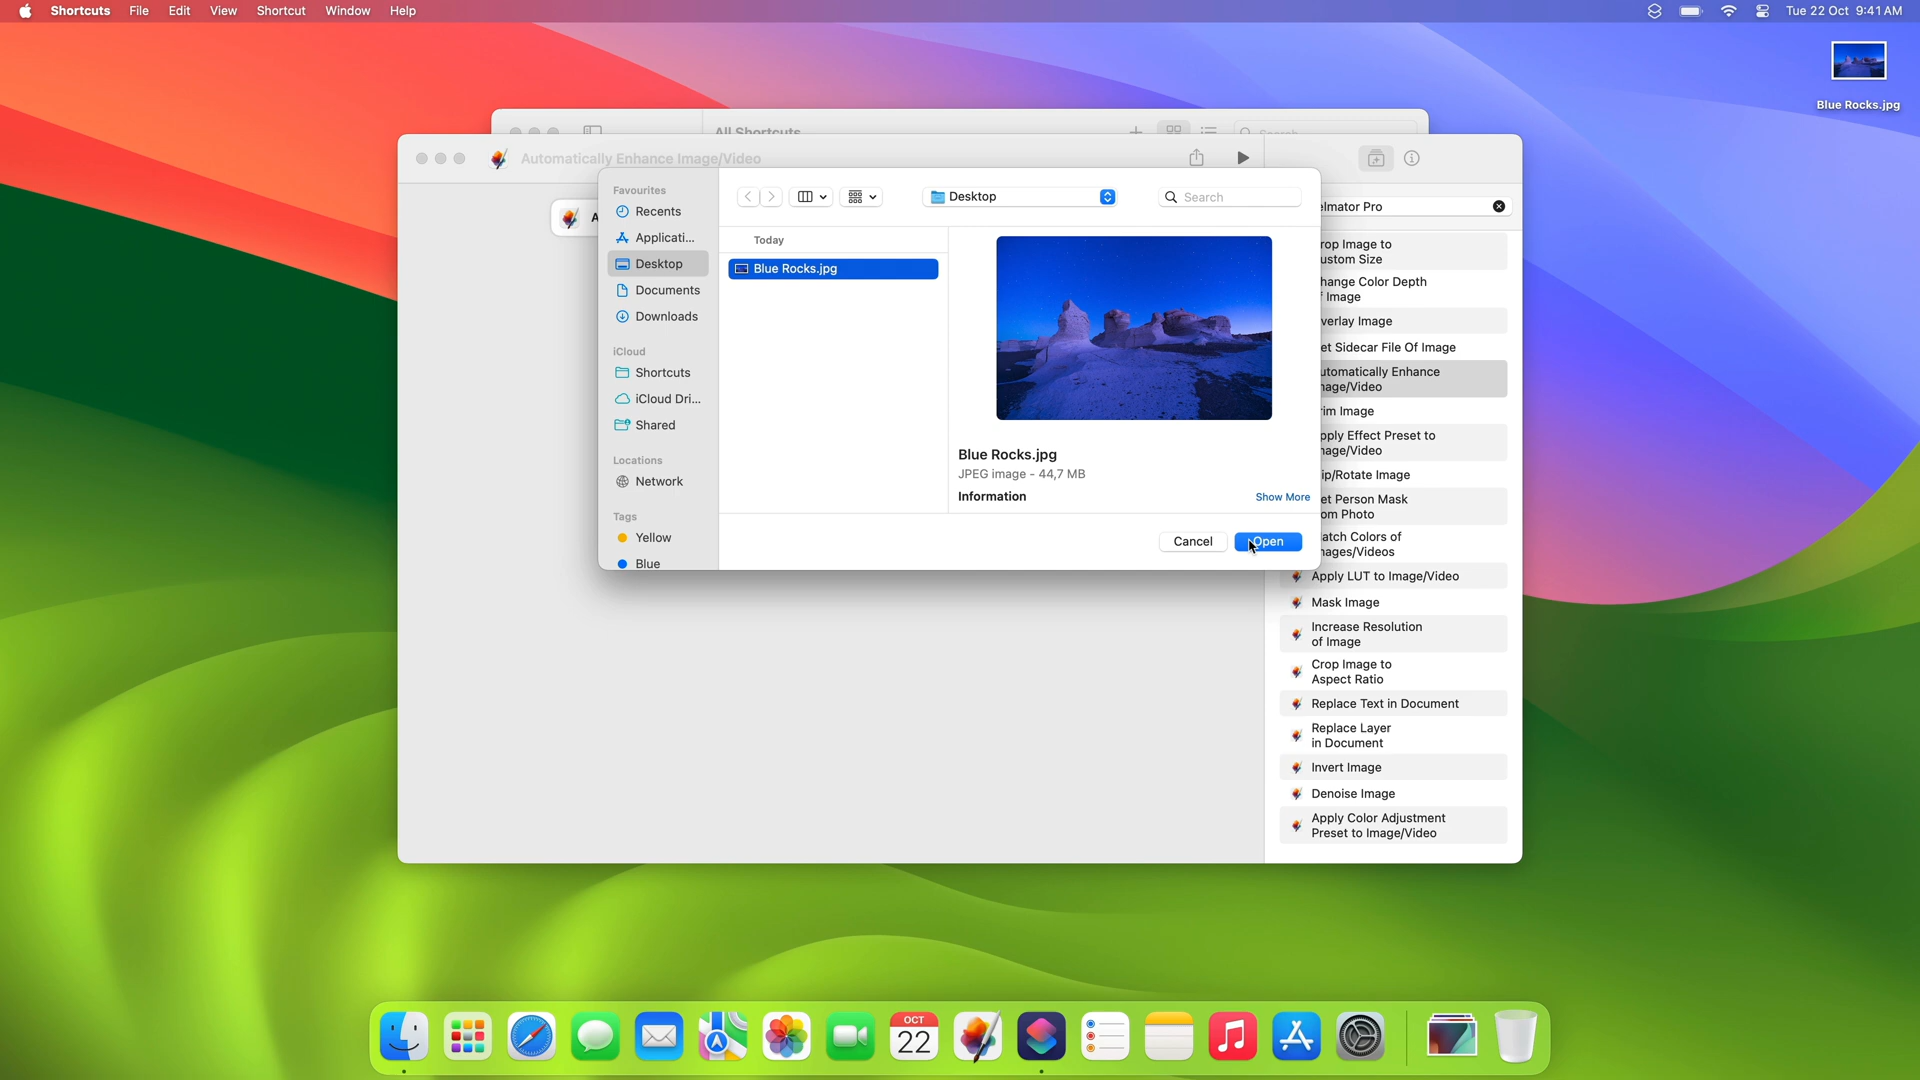 Shortcuts File Edit View Shortcut Window Help
Tue 22 Oct 9:41 AM
Blue Rocks.jpg
All Shortcuts
Search
Automatically Enhance Image/Video
Favourites
Recents
Applicati...
Desktop
Documents
Downloads
iCloud
Shortcuts
iCloud Dri...
Shared
Locations
Network
Tags
Yellow
Blue
Desktop
Search
Today
Blue Rocks.jpg
Blue Rocks.jpg
JPEG image - 44,7 MB
Information
Show More
Cancel
Open
A
elmator Pro
rop Image to
ustom Size
hange Color Depth
f Image
verlay Image
et Sidecar File Of Image
utomatically Enhance
mage/Video
rim Image
pply Effect Preset to
mage/Video
ip/Rotate Image
et Person Mask
om Photo
atch Colors of
mages/Videos
Apply LUT to Image/Video
Mask Image
Increase Resolution
of Image
Crop Image to
Aspect Ratio
Replace Text in Document
Replace Layer
in Document
Invert Image
Denoise Image
Apply Color Adjustment
Preset to Image/Video
OCT
22